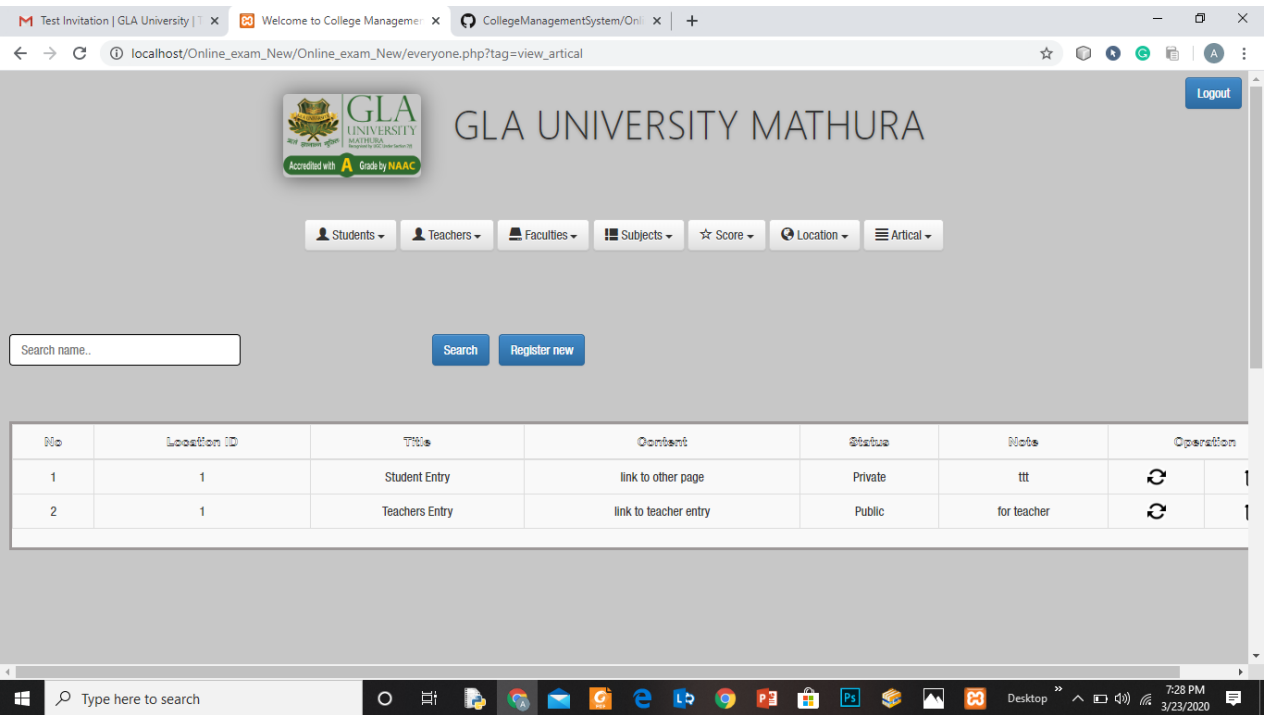 Test Invitation | GLA University | T
Welcome to College Managemen
CollegeManagementSystem/Onli
localhost/Online_exam_New/Online_exam_New/everyone.php?tag=view_artical
G
A
Logout
GLA
UNIVERSITY
MATHURA
Accredited with A Grade by NAAC
GLA UNIVERSITY MATHURA
Students
Teachers
Faculties
Subjects
Score
Location
Artical
Search name..
Search
Register new
No Location ID Title Content Status Note Operation
1 1 Student Entry link to other page Private ttt
2 1 Teachers Entry link to teacher entry Public for teacher
Type here to search
Ps
Desktop
7:28 PM
3/23/2020